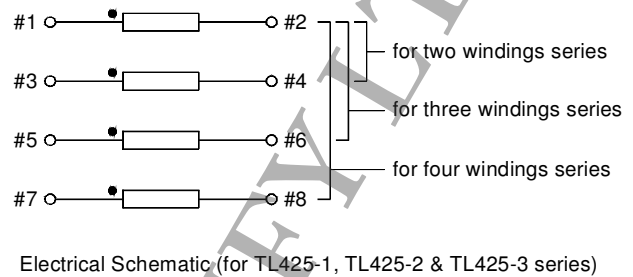 #1 #2
for two windings series
#3 #4
for three windings series
#5 #6
for four windings series
#7 #8
Electrical Schematic (for TL425-1, TL425-2 & TL425-3 series)